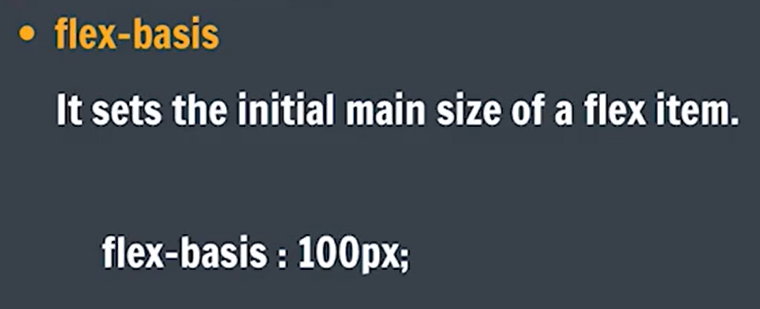 • flex-basis
It sets the initial main size of a flex item.
flex-basis : 100px;